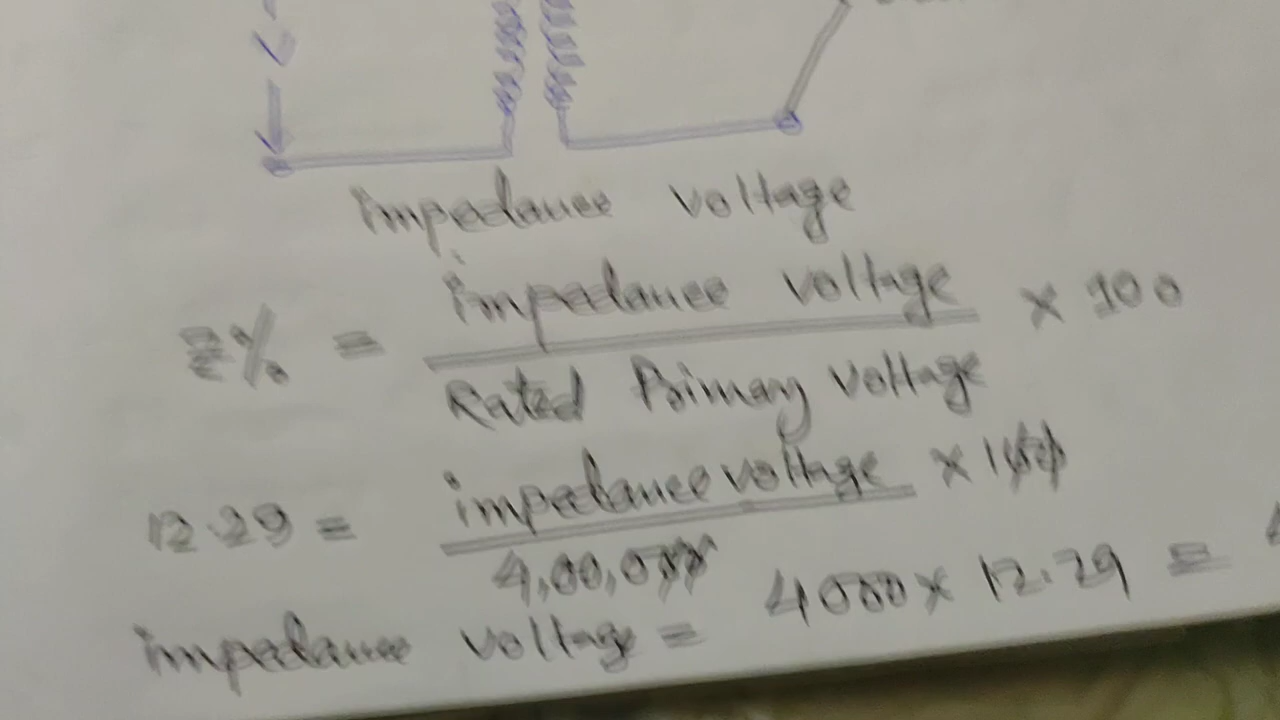 impedance voltage
Z% = impedance voltage / Rated Primary voltage × 100
12.29 = impedance voltage / 4,00,000 × 100
impedance voltage = 4000 × 12.29 =